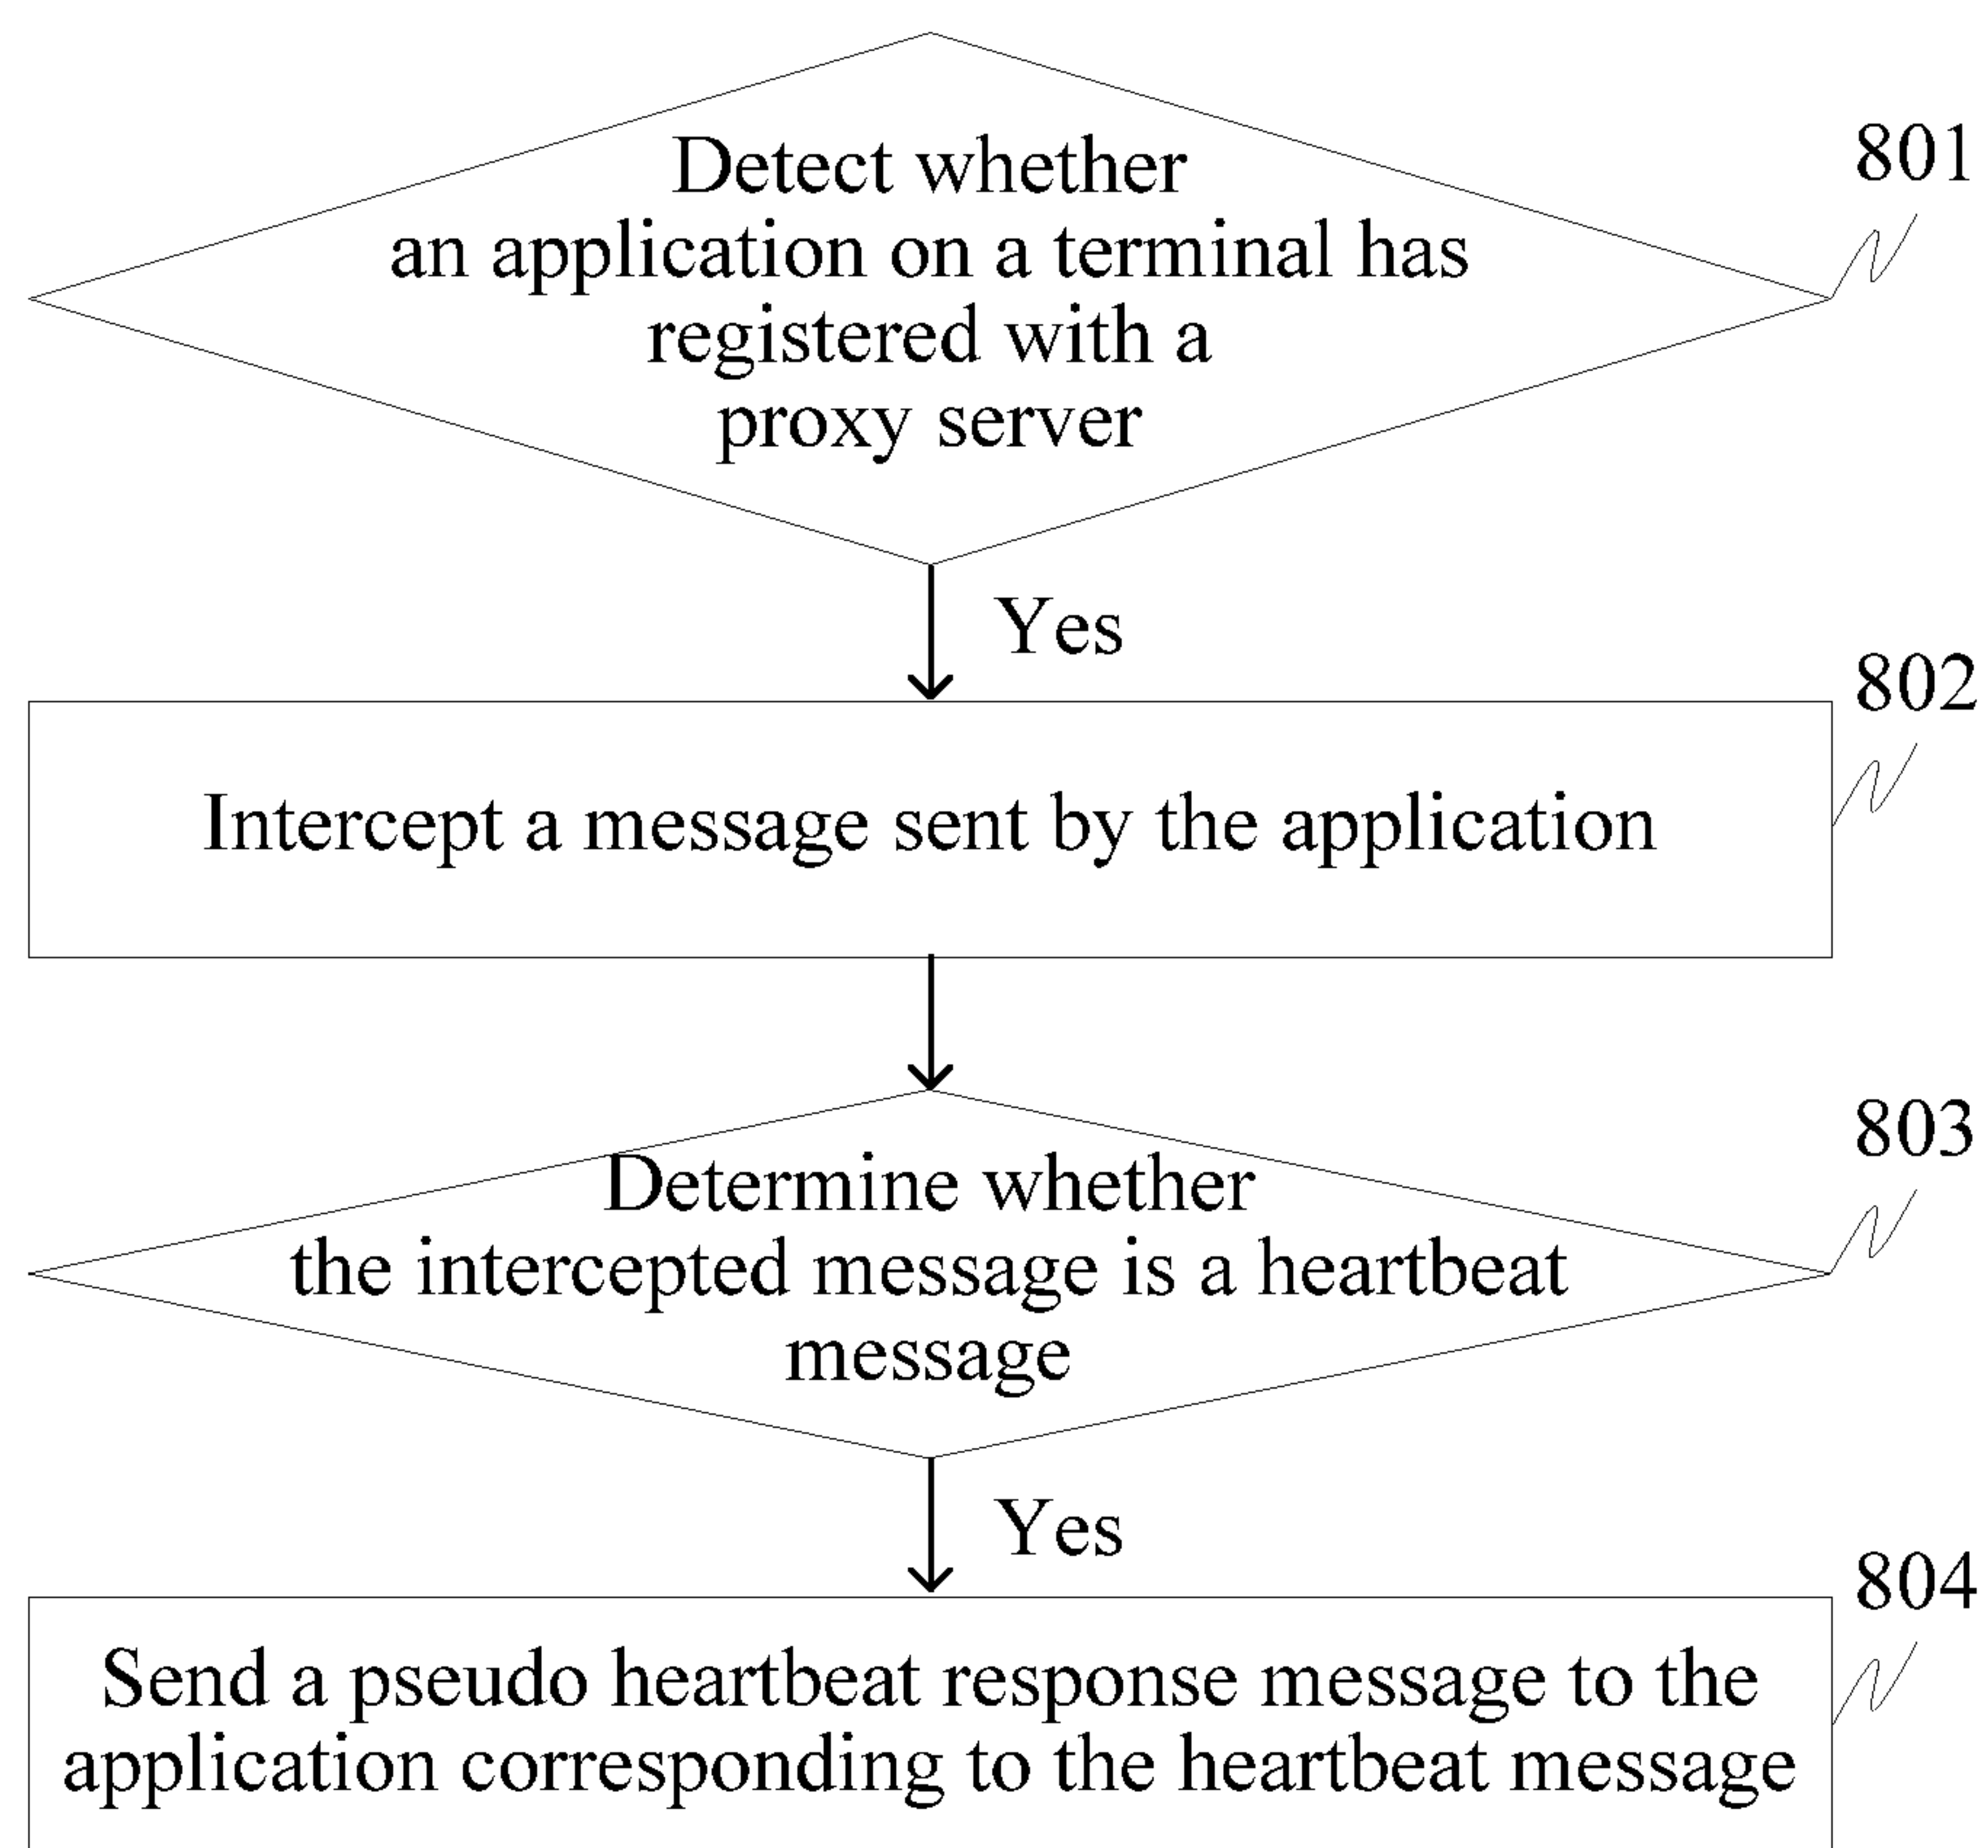 Detect whether
an application on a terminal has
registered with a
proxy server
801
Yes
802
Intercept a message sent by the application
803
Determine whether
the intercepted message is a heartbeat
message
Yes
804
Send a pseudo heartbeat response message to the
application corresponding to the heartbeat message